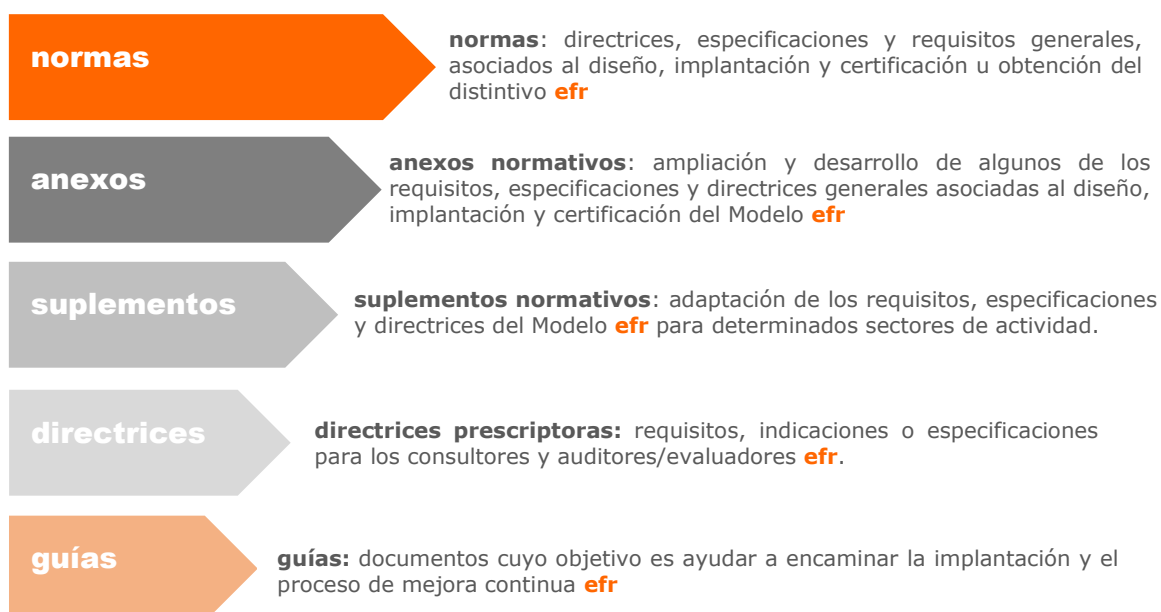 normas
normas: directrices, especificaciones y requisitos generales,
asociados al diseño, implantación y certificación u obtención del
distintivo efr
anexos
anexos normativos: ampliación y desarrollo de algunos de los
requisitos, especificaciones y directrices generales asociadas al diseño,
implantación y certificación del Modelo efr
suplementos
suplementos normativos: adaptación de los requisitos, especificaciones
y directrices del Modelo efr para determinados sectores de actividad.
directrices
directrices prescriptoras: requisitos, indicaciones o especificaciones
para los consultores y auditores/evaluadores efr.
guías
guías: documentos cuyo objetivo es ayudar a encaminar la implantación y el
proceso de mejora continua efr